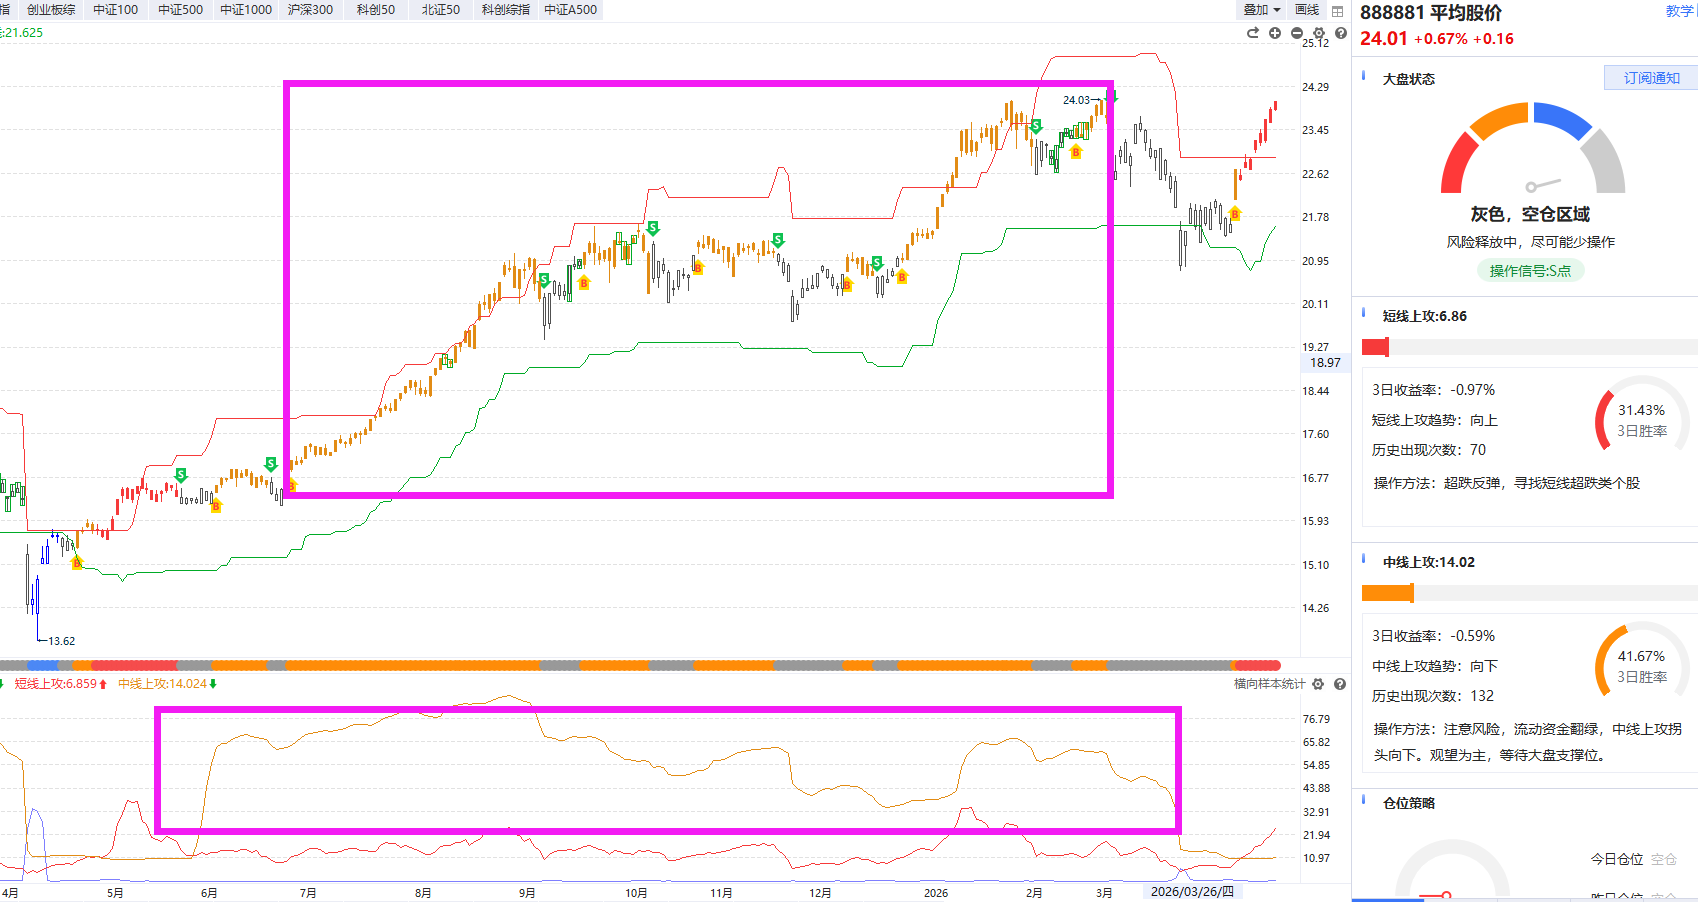 指 创业板综 中证100 中证500 中证1000 沪深300 科创50 北证50 科创综指 中证A500 叠加 画线
:21.625
25.12
24.29
23.45
22.62
21.78
20.95
20.11
19.27
18.97
18.44
17.60
16.77
15.93
15.10
14.26
24.03
13.62
S S S S S S S
B B B B B B B B B
短线上攻:6.859 中线上攻:14.024 横向样本统计
76.79
65.82
54.85
43.88
32.91
21.94
10.97
4月 5月 6月 7月 8月 9月 10月 11月 12月 2026 2月 3月 2026/03/26/四
888881 平均股价 教学
24.01 +0.67% +0.16
大盘状态 订阅通知
灰色，空仓区域
风险释放中，尽可能少操作
操作信号:S点
短线上攻:6.86
3日收益率：-0.97%
短线上攻趋势：向上
历史出现次数：70
31.43%
3日胜率
操作方法：超跌反弹，寻找短线超跌类个股
中线上攻:14.02
3日收益率：-0.59%
中线上攻趋势：向下
历史出现次数：132
41.67%
3日胜率
操作方法：注意风险，流动资金翻绿，中线上攻拐
头向下。观望为主，等待大盘支撑位。
仓位策略
今日仓位 空仓
昨日仓位 空仓